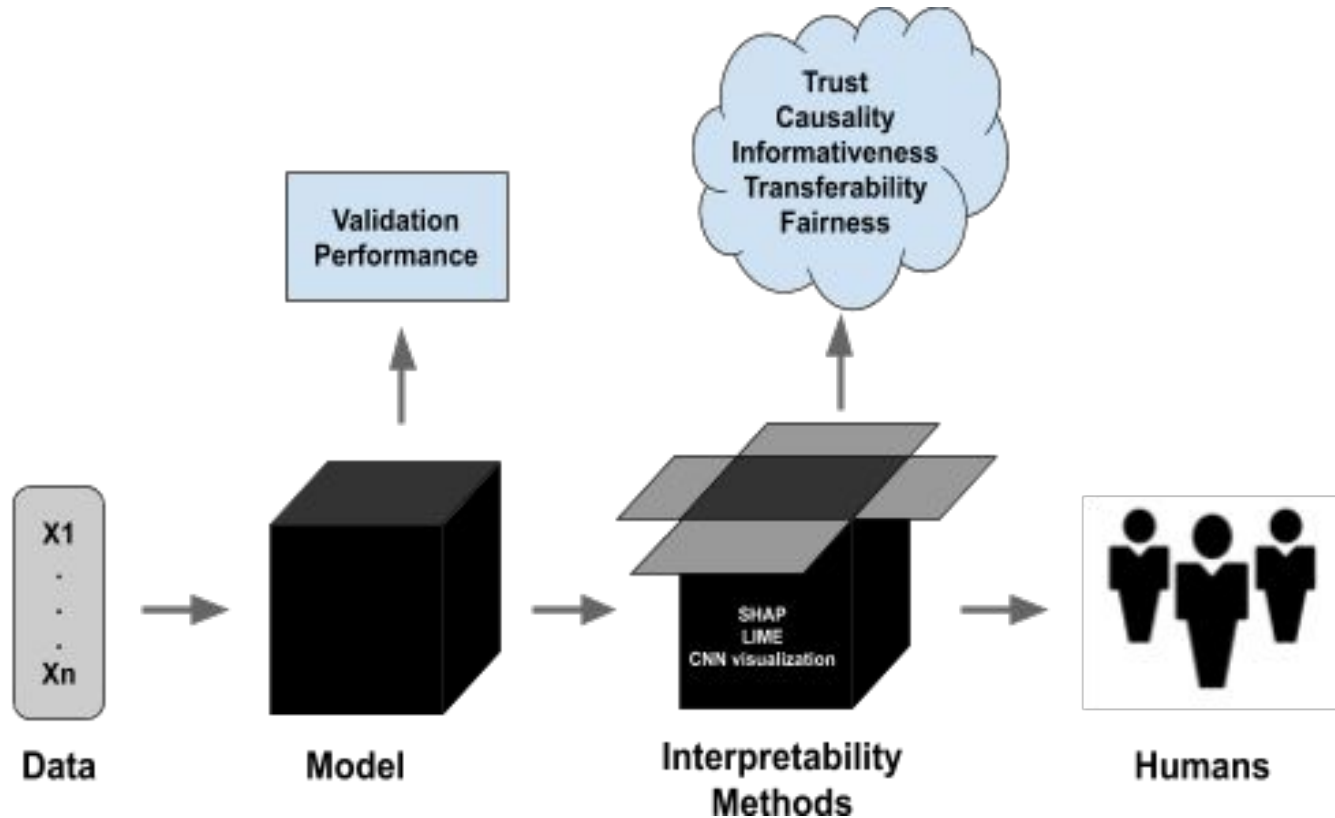 Trust
Causality
Informativeness
Transferability
Fairness
Validation
Performance
X1
.
.
.
Xn
SHAP
LIME
CNN visualization
Data
Model
Interpretability
Methods
Humans